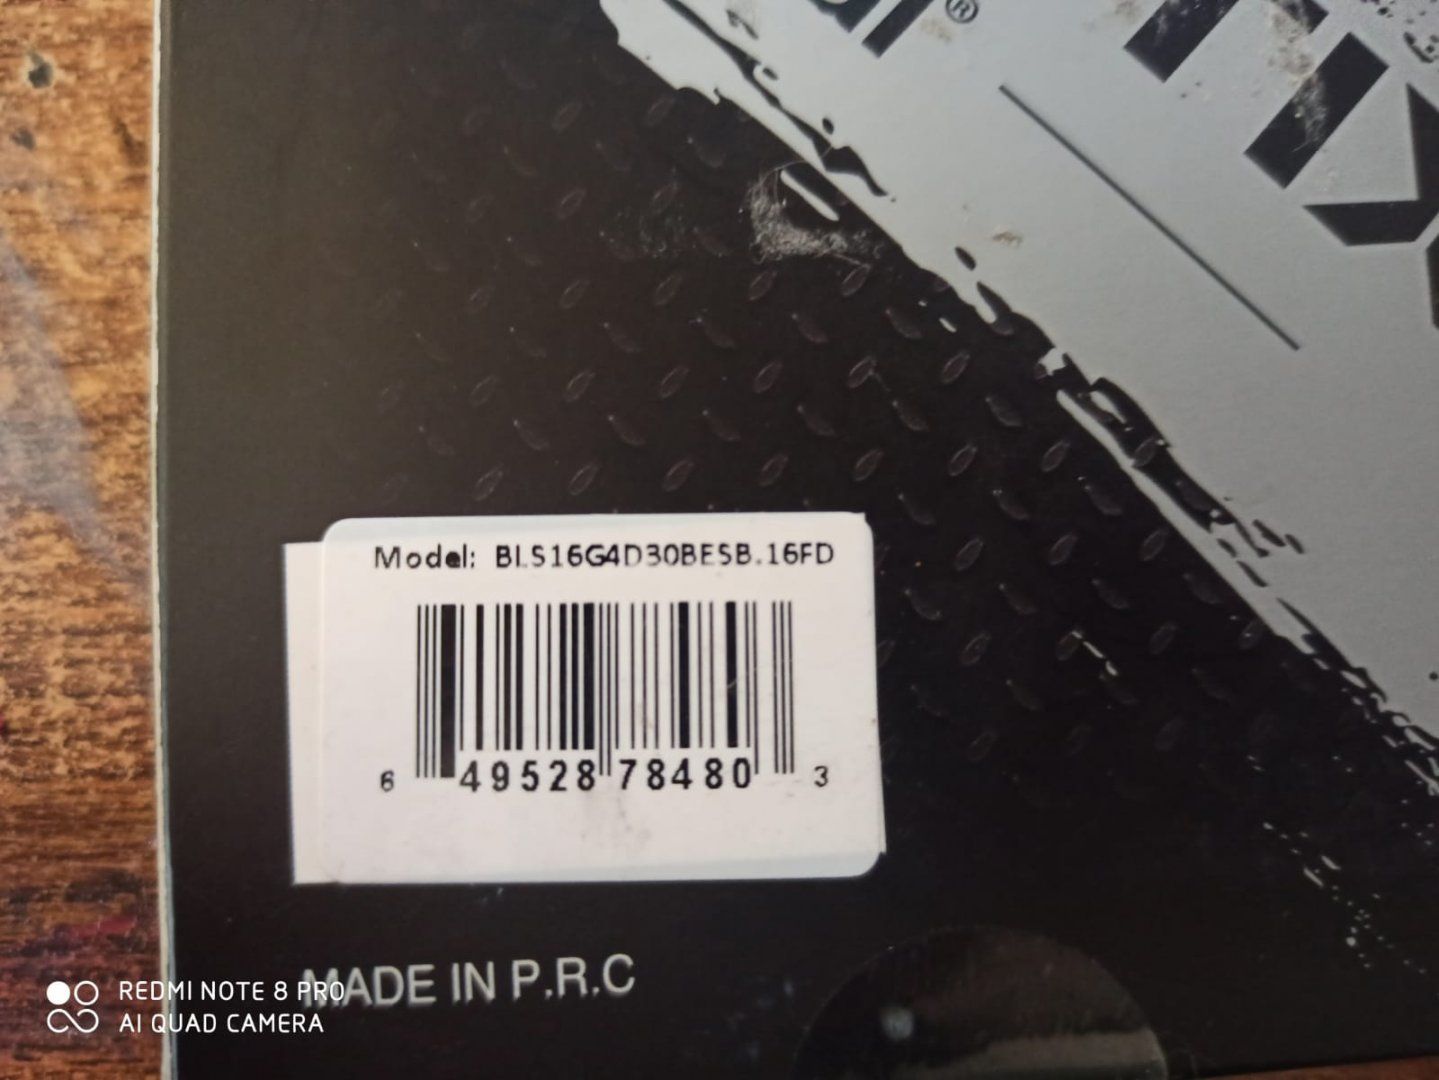 ®
Model: BLS16G4D30BESB.16FD
6 49528 78480 3
MADE IN P.R.C
REDMI NOTE 8 PRO
AI QUAD CAMERA